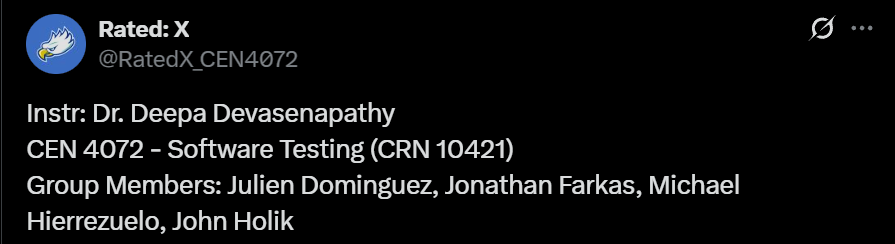 Rated: X
@RatedX_CEN4072
Instr: Dr. Deepa Devasenapathy
CEN 4072 - Software Testing (CRN 10421)
Group Members: Julien Dominguez, Jonathan Farkas, Michael
Hierrezuelo, John Holik